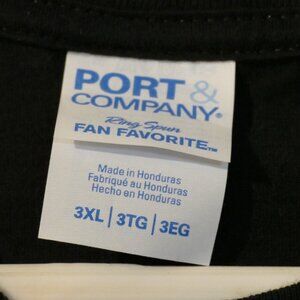 PORT &
COMPANY®
Ring Spun
FAN FAVORITE™
Made in Honduras
Fabriqué au Honduras
Hecho en Honduras
3XL | 3TG | 3EG